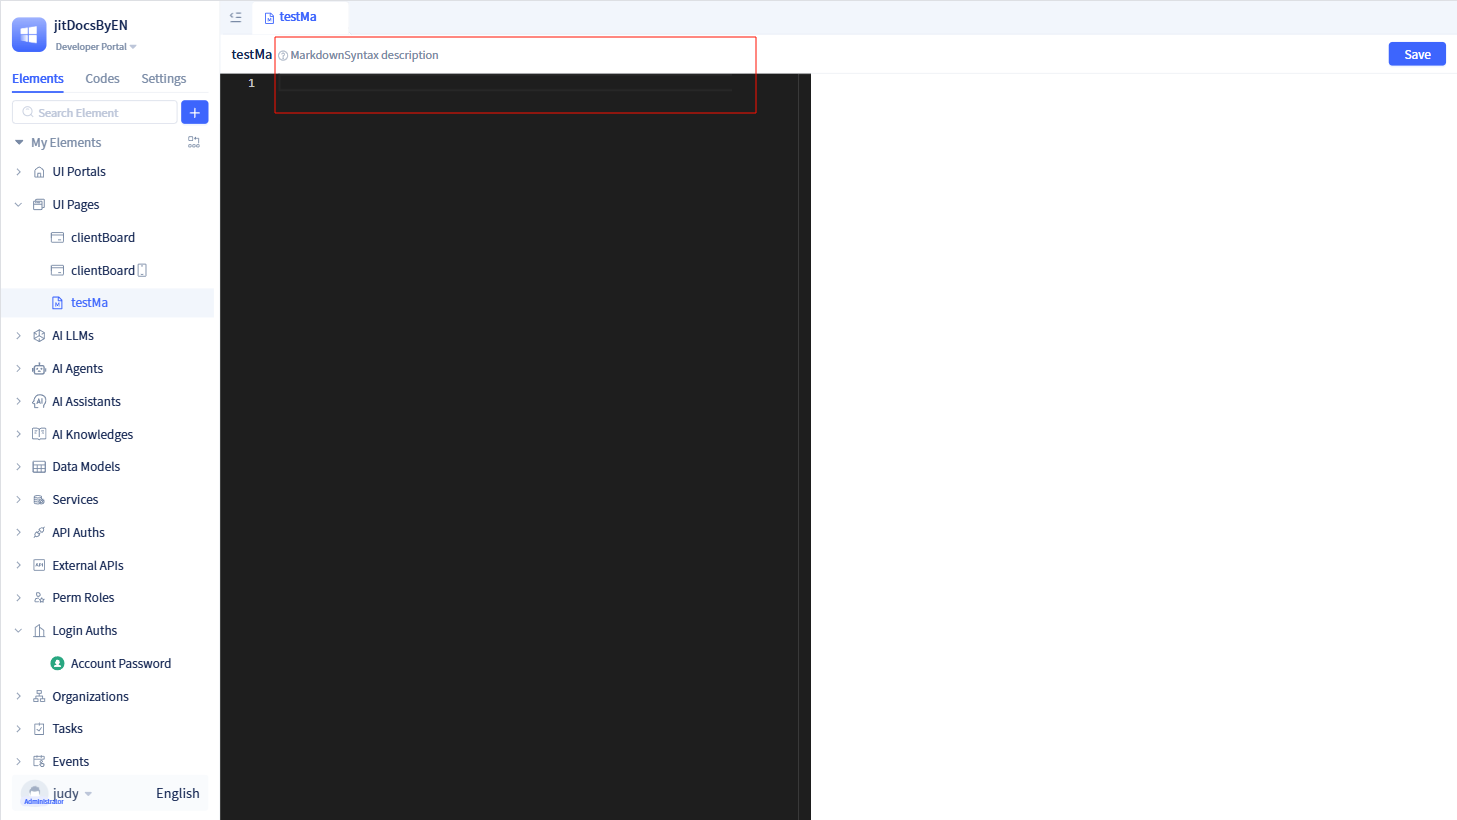 jitDocsByEN
Developer Portal
Elements Codes Settings
Search Element
My Elements
UI Portals
UI Pages
clientBoard
clientBoard
testMa
AI LLMs
AI Agents
AI Assistants
AI Knowledges
Data Models
Services
API Auths
External APIs
Perm Roles
Login Auths
Account Password
Organizations
Tasks
Events
judy
Administrator
English
testMa
testMa MarkdownSyntax description
Save
1